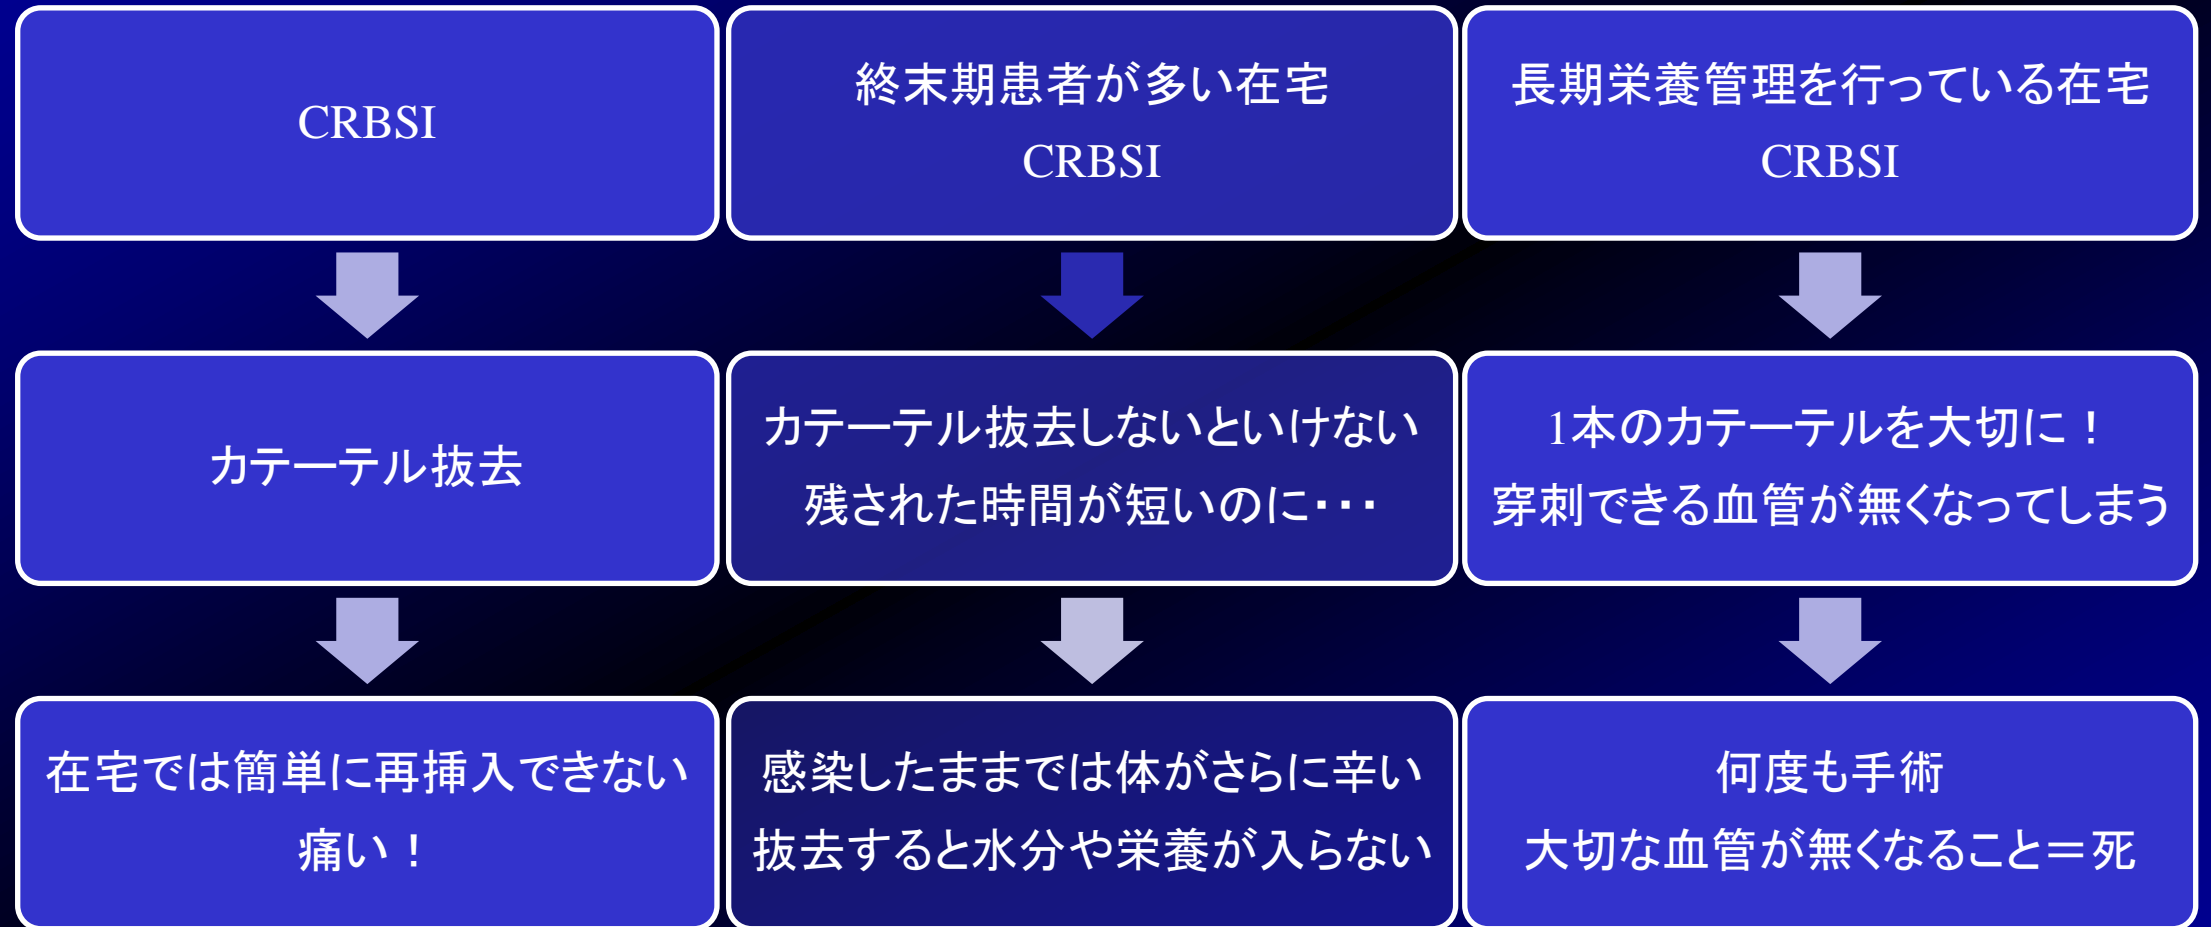 CRBSI
終末期患者が多い在宅
CRBSI
長期栄養管理を行っている在宅
CRBSI
カテーテル抜去
カテーテル抜去しないといけない
残された時間が短いのに・・・
1本のカテーテルを大切に！
穿刺できる血管が無くなってしまう
在宅では簡単に再挿入できない
痛い！
感染したままでは体がさらに辛い
抜去すると水分や栄養が入らない
何度も手術
大切な血管が無くなること＝死